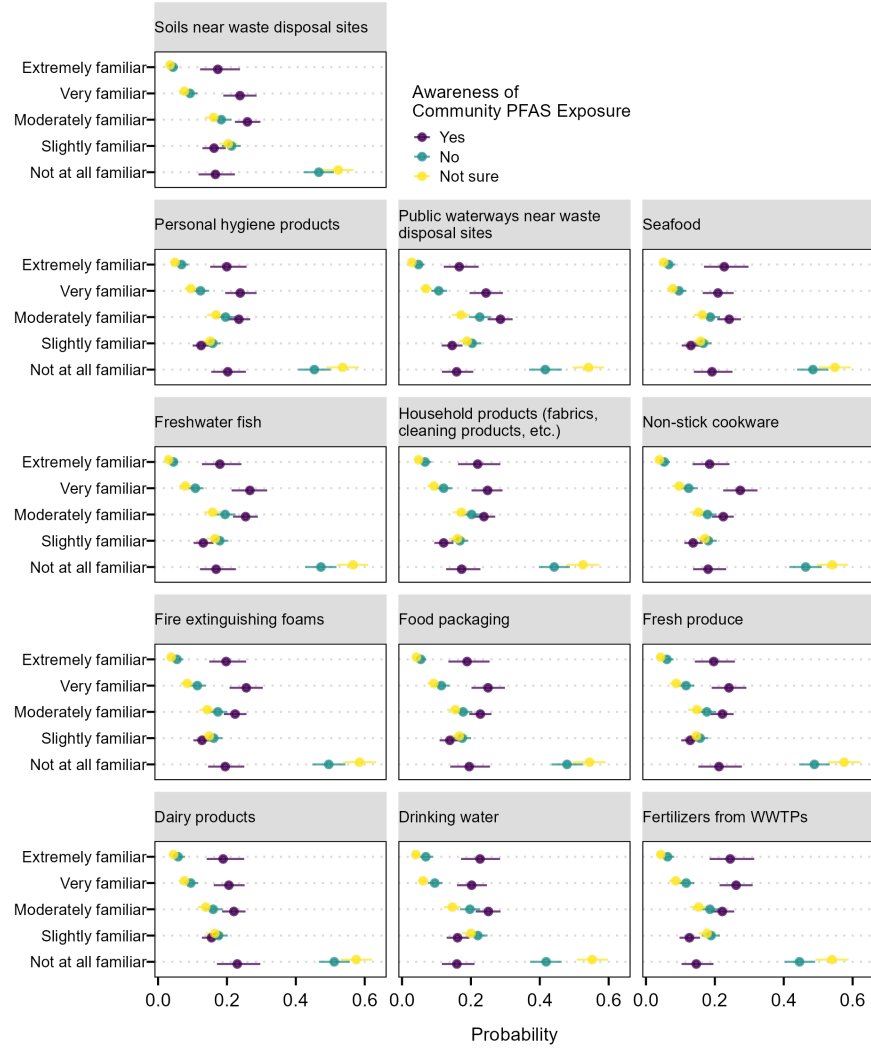 Soils near waste disposal sites
Extremely familiar
Very familiar
Moderately familiar
Slightly familiar
Not at all familiar
Awareness of
Community PFAS Exposure
Yes
No
Not sure
Personal hygiene products
Public waterways near waste
disposal sites
Seafood
Extremely familiar
Very familiar
Moderately familiar
Slightly familiar
Not at all familiar
Freshwater fish
Household products (fabrics,
cleaning products, etc.)
Non-stick cookware
Extremely familiar
Very familiar
Moderately familiar
Slightly familiar
Not at all familiar
Fire extinguishing foams
Food packaging
Fresh produce
Extremely familiar
Very familiar
Moderately familiar
Slightly familiar
Not at all familiar
Dairy products
Drinking water
Fertilizers from WWTPs
Extremely familiar
Very familiar
Moderately familiar
Slightly familiar
Not at all familiar
0.0 0.2 0.4 0.6 0.0 0.2 0.4 0.6 0.0 0.2 0.4 0.6
Probability